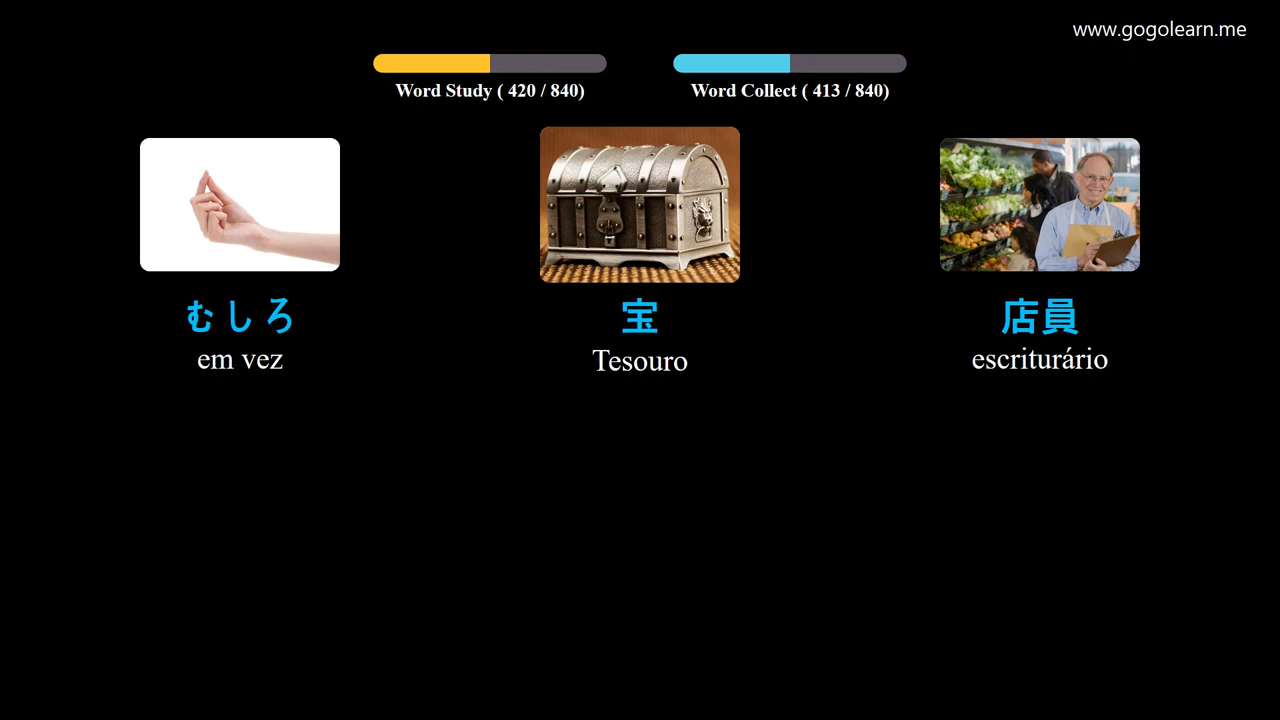 www.gogolearn.me
Word Study ( 420 / 840)
Word Collect ( 413 / 840)
むしろ
em vez
宝
Tesouro
店員
escriturário